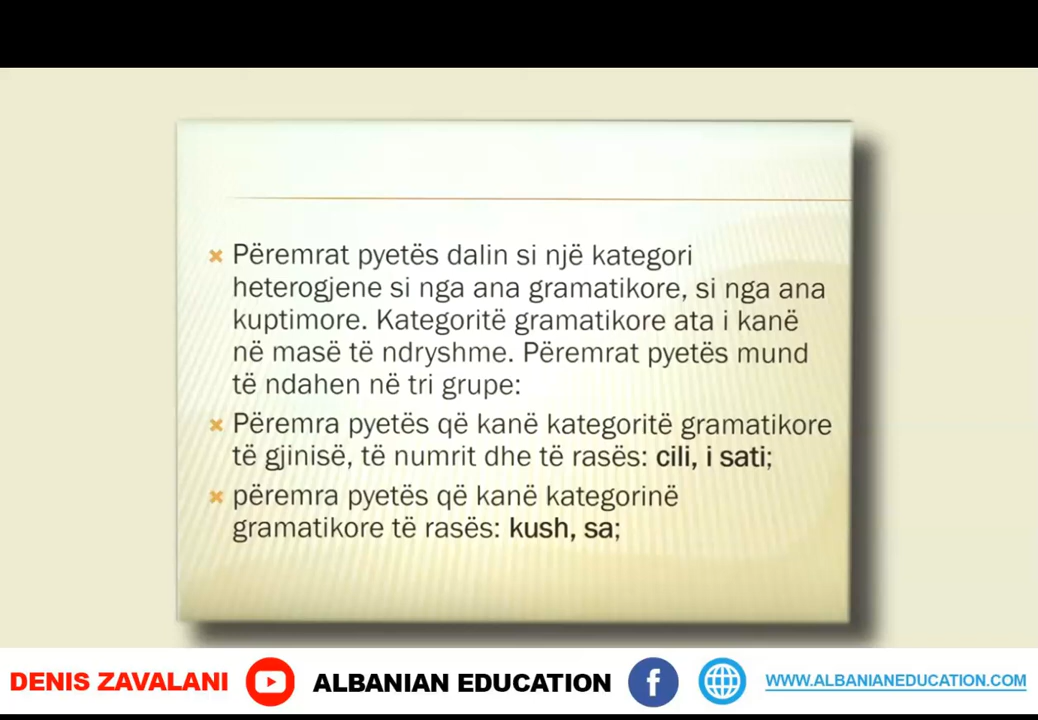 Përemrat pyetës dalin si një kategori
heterogjene si nga ana gramatikore, si nga ana
kuptimore. Kategoritë gramatikore ata i kanë
në masë të ndryshme. Përemrat pyetës mund
të ndahen në tri grupe:
Përemra pyetës që kanë kategoritë gramatikore
të gjinisë, të numrit dhe të rasës: cili, i sati;
përemra pyetës që kanë kategorinë
gramatikore të rasës: kush, sa;
DENIS ZAVALANI ALBANIAN EDUCATION f WWW.ALBANIANEDUCATION.COM